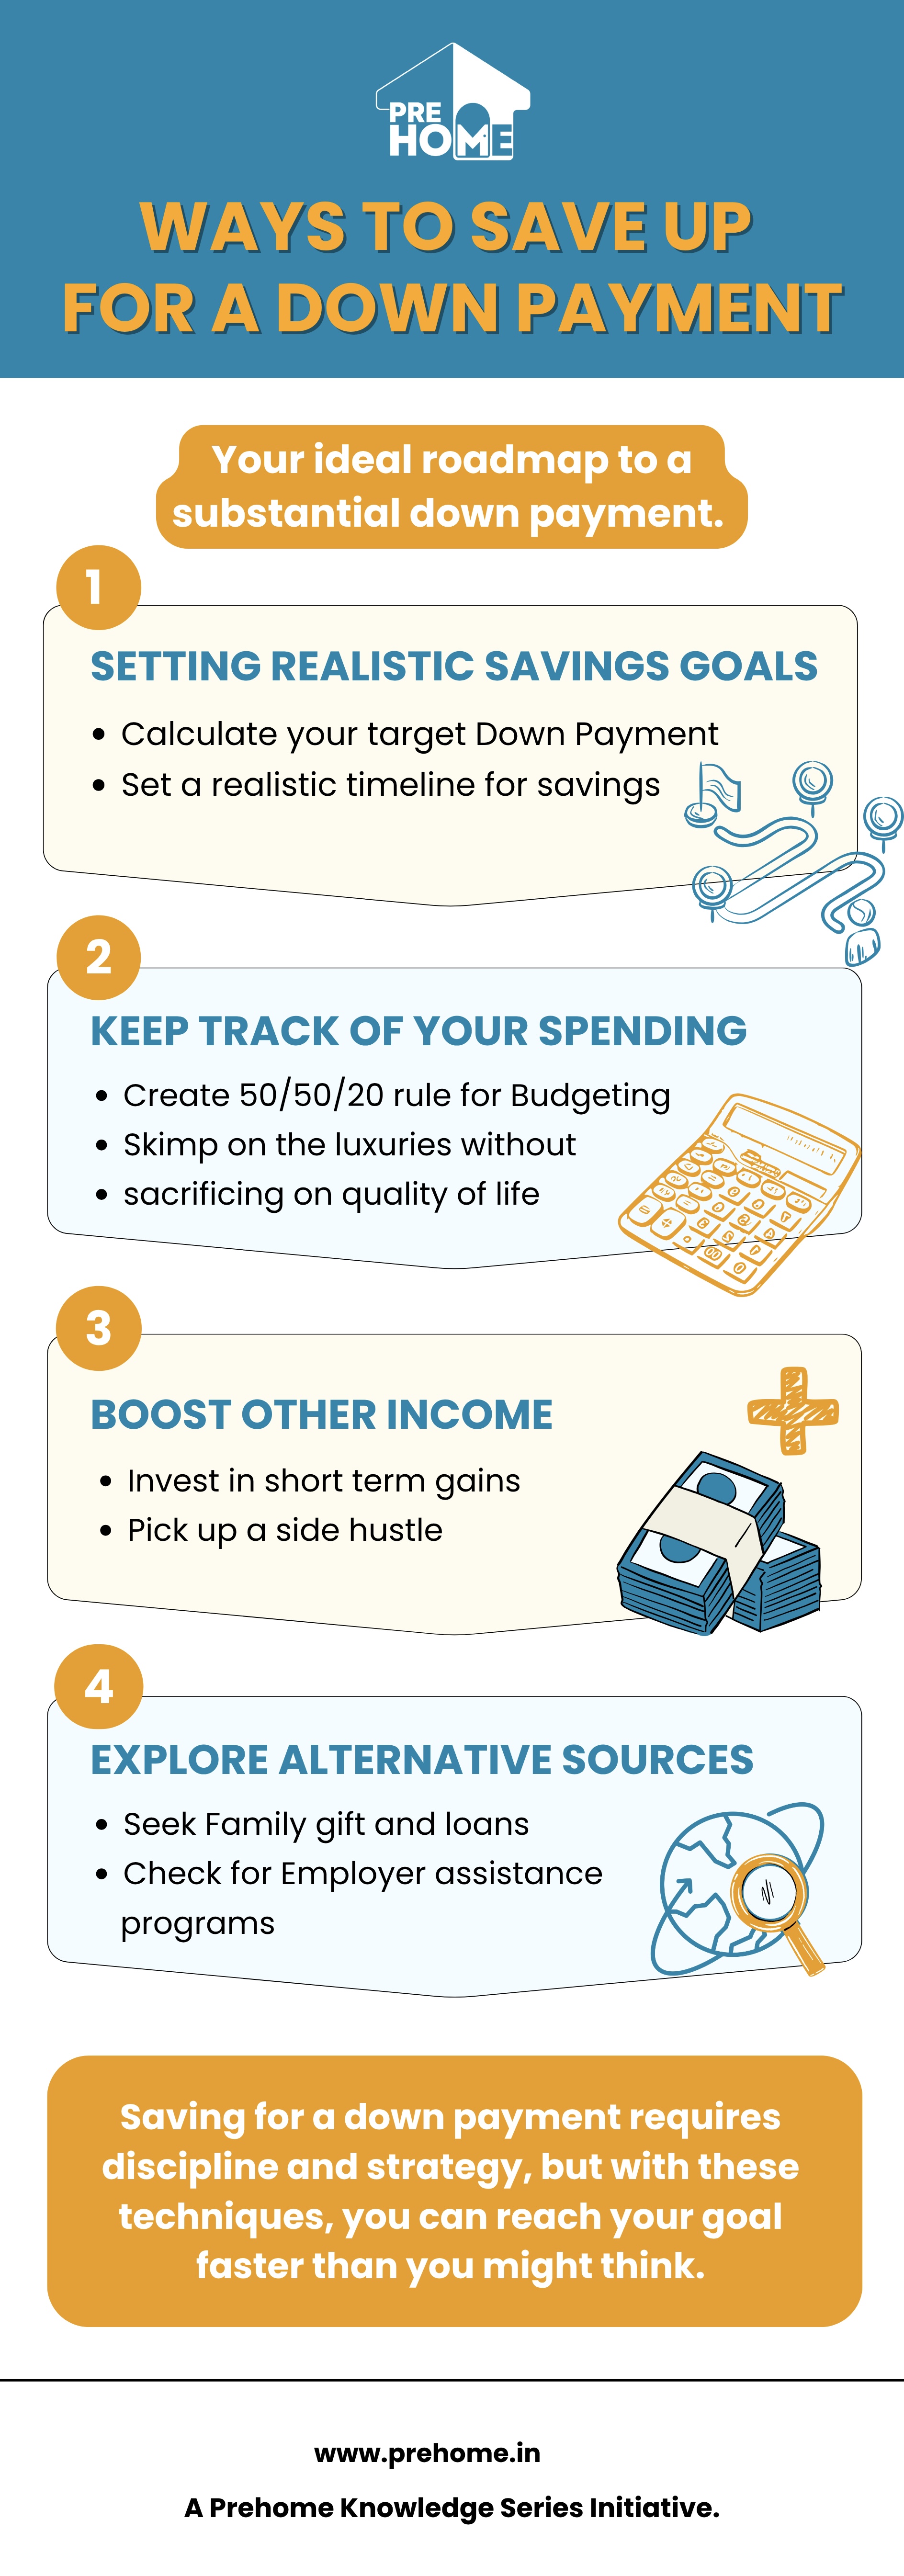 PRE
HOME
WAYS TO SAVE UP
FOR A DOWN PAYMENT
Your ideal roadmap to a
substantial down payment.
1
SETTING REALISTIC SAVINGS GOALS
• Calculate your target Down Payment
• Set a realistic timeline for savings
2
KEEP TRACK OF YOUR SPENDING
• Create 50/50/20 rule for Budgeting
• Skimp on the luxuries without
• sacrificing on quality of life
3
BOOST OTHER INCOME
• Invest in short term gains
• Pick up a side hustle
4
EXPLORE ALTERNATIVE SOURCES
• Seek Family gift and loans
• Check for Employer assistance
programs
Saving for a down payment requires
discipline and strategy, but with these
techniques, you can reach your goal
faster than you might think.
www.prehome.in
A Prehome Knowledge Series Initiative.